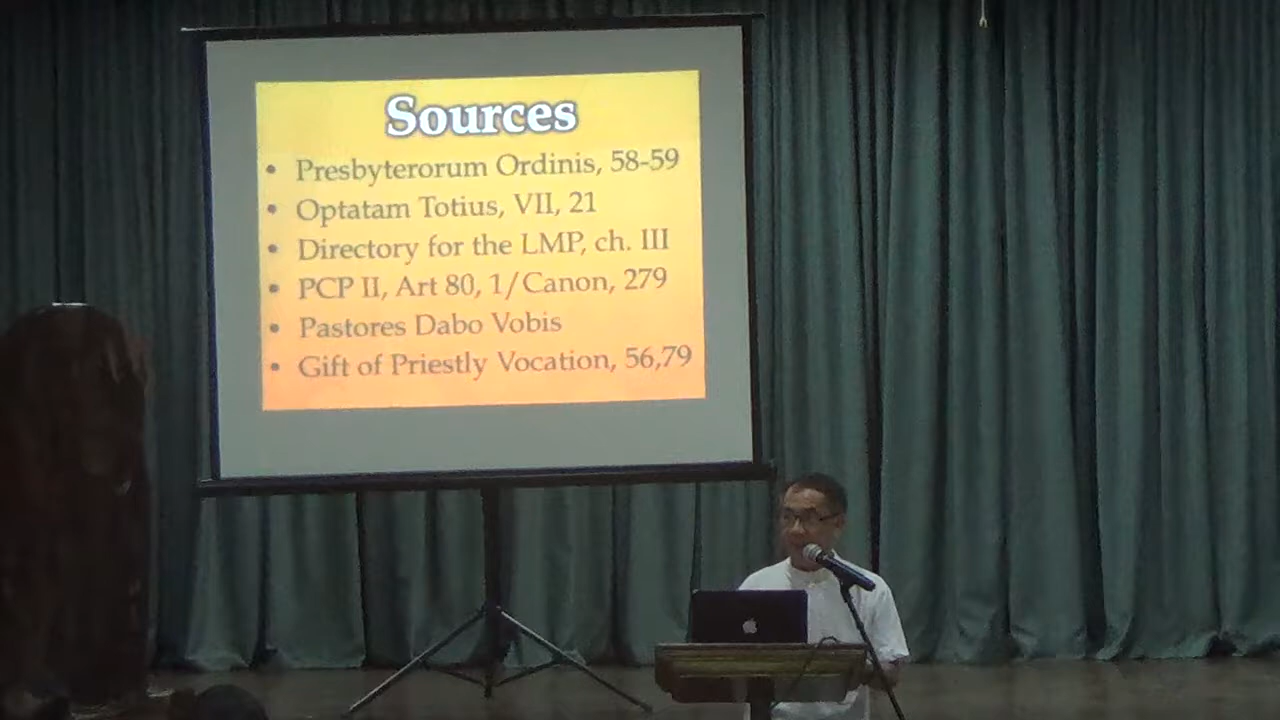 Sources
• Presbyterorum Ordinis, 58-59
• Optatam Totius, VII, 21
• Directory for the LMP, ch. III
• PCP II, Art 80, 1/Canon, 279
• Pastores Dabo Vobis
• Gift of Priestly Vocation, 56,79